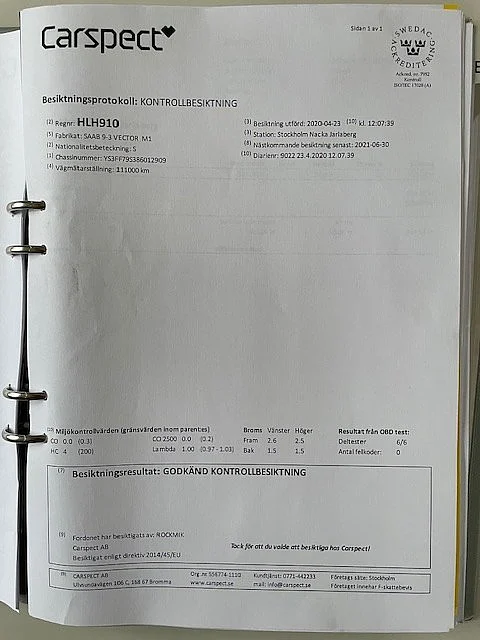 Carspect
Sidan 1 av 1
SWEDAC
ACKREDITERING
Ackred. nr. 7992
Kontroll
ISO/IEC 17020 (A)
Besiktningsprotokoll: KONTROLLBESIKTNING
(2) Regnr: HLH910
(5) Fabrikat: SAAB 9-3 VECTOR M1
(2) Nationalitetsbeteckning: S
(1) Chassinummer: YS3FF79S386012909
(4) Vägmätarställning: 111000 km
(3) Besiktning utförd: 2020-04-23 (10) kl. 12:07:39
(3) Station: Stockholm Nacka Jarlaberg
(8) Nästkommande besiktning senast: 2021-06-30
(10) Diarienr: 9022 23.4.2020 12.07.39
(10) Miljökontrollvärden (gränsvärden inom parentes)
CO 0.0 (0.3) CO 2500 0.0 (0.2)
HC 4 (200) Lambda 1.00 (0.97 - 1.03)
Broms Vänster Höger
Fram 2.6 2.5
Bak 1.5 1.5
Resultat från OBD test:
Deltester 6/6
Antal felkoder: 0
(7) Besiktningsresultat: GODKÄND KONTROLLBESIKTNING
(9) Fordonet har besiktigats av: ROCKMIK
Carspect AB
Besiktigat enligt direktiv 2014/45/EU
Tack för att du valde att besiktiga hos Carspect!
(9) CARSPECT AB Org.nr 556774-1110 Kundtjänst: 0771-442233 Företags säte: Stockholm
Ulvsundavägen 106 C, 168 67 Bromma www.carspect.se mail: info@carspect.se Företaget innehar F-skattebevis